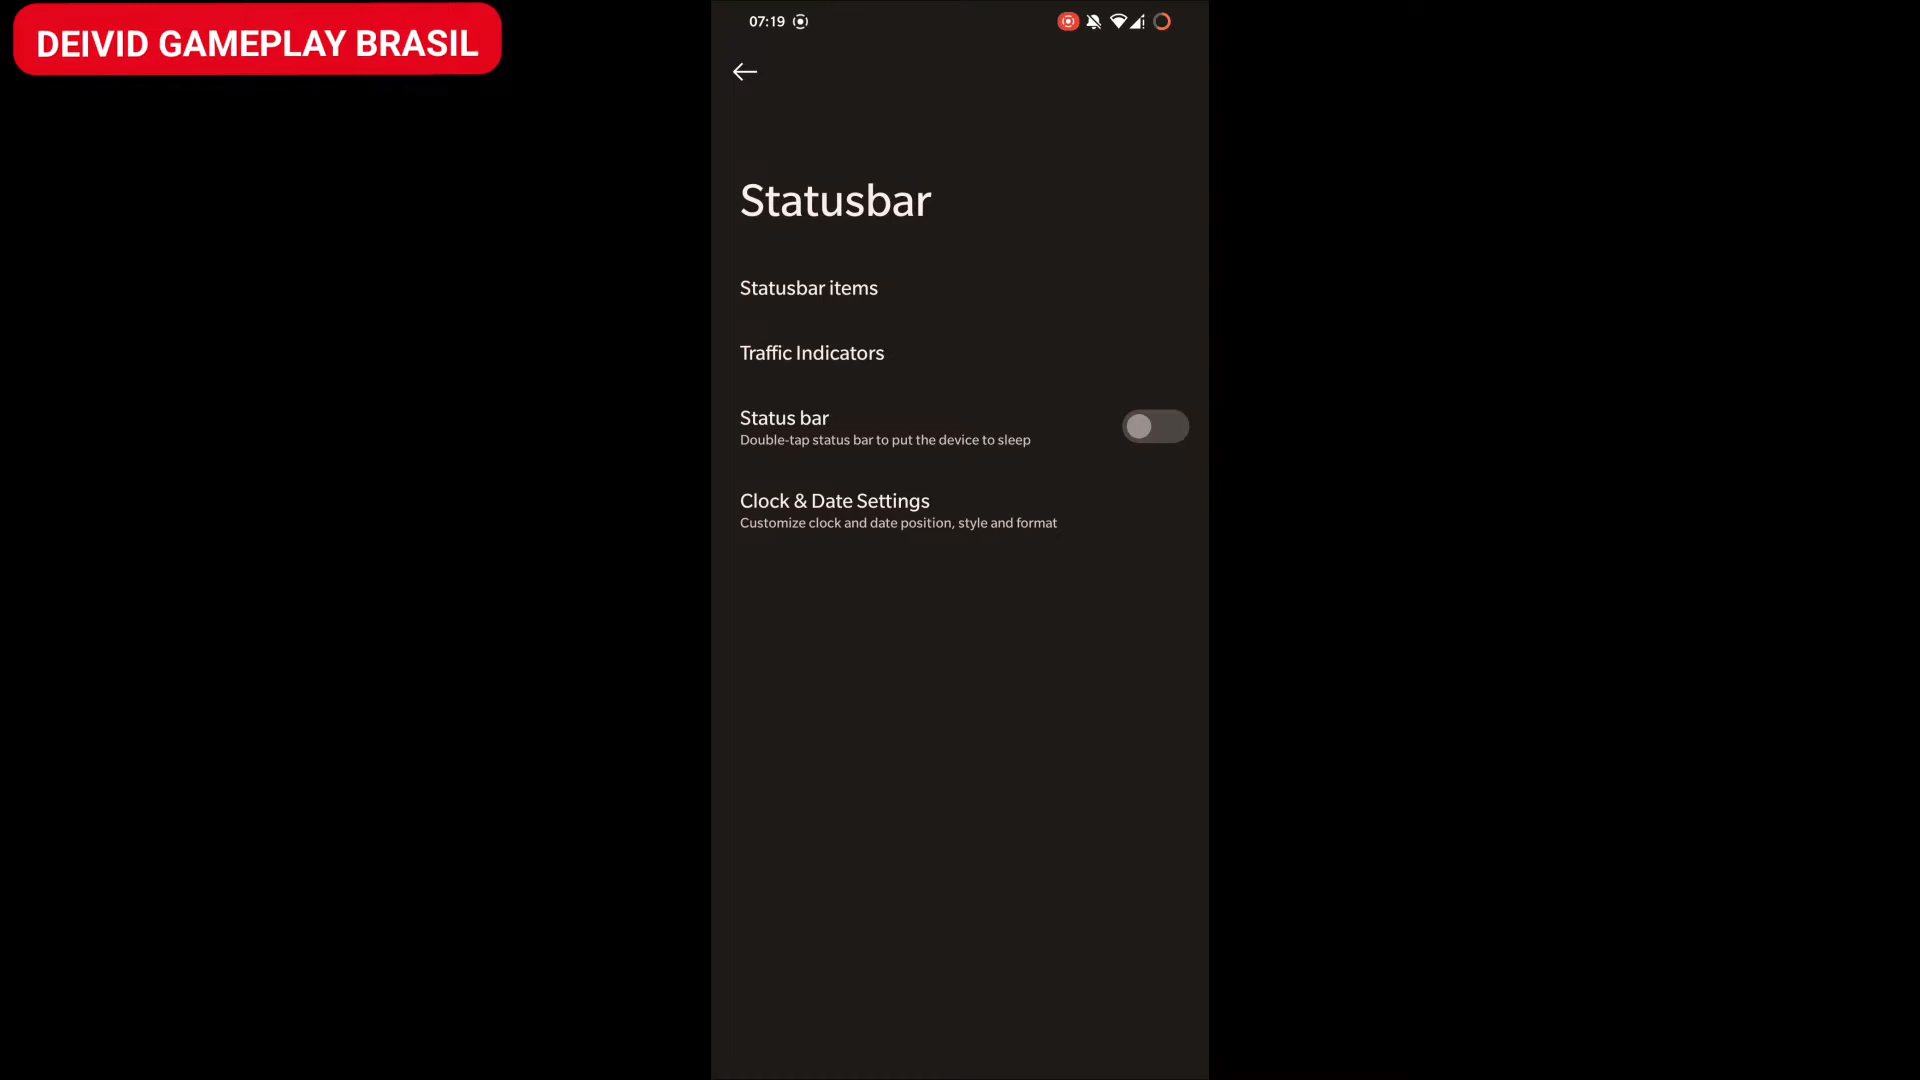 DEIVID GAMEPLAY BRASIL
07:19
Statusbar
Statusbar items
Traffic Indicators
Status bar
Double-tap status bar to put the device to sleep
Clock & Date Settings
Customize clock and date position, style and format